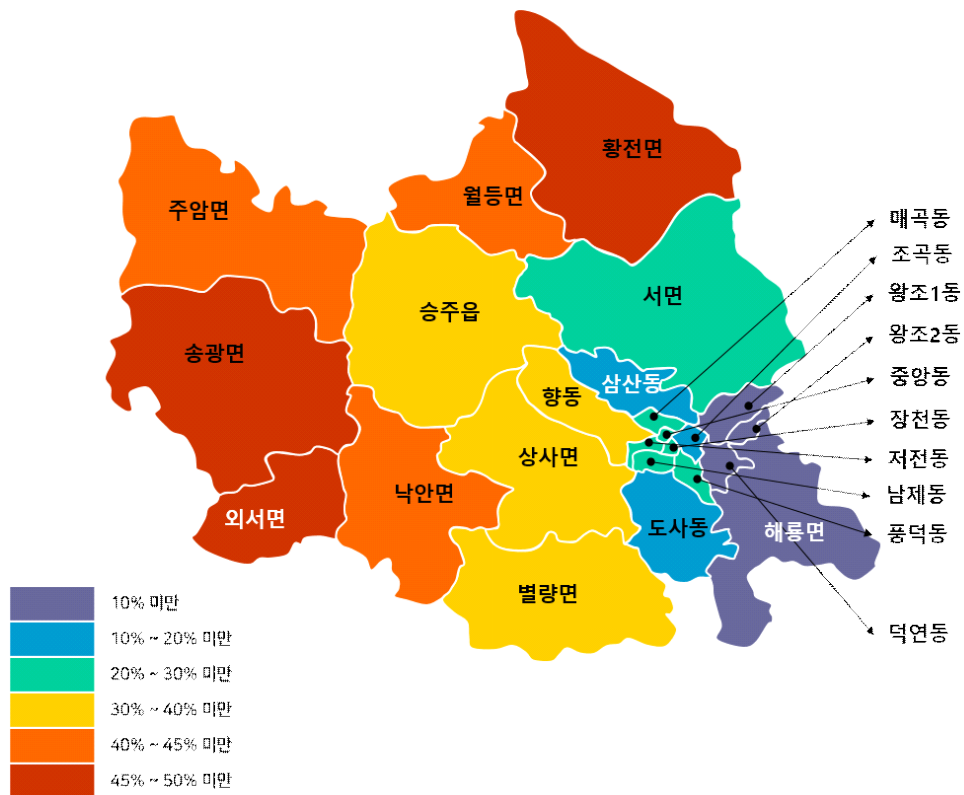 황전면
월등면
주암면
매곡동
조곡동
서면
왕조1동
승주읍
왕조2동
송광면
삼산동
중앙동
향동
장천동
상사면
저전동
낙안면
남제동
외서면
도사동
해룡면
풍덕동
별량면
덕연동
10% 미만
10% ~ 20% 미만
20% ~ 30% 미만
30% ~ 40% 미만
40% ~ 45% 미만
45% ~ 50% 미만